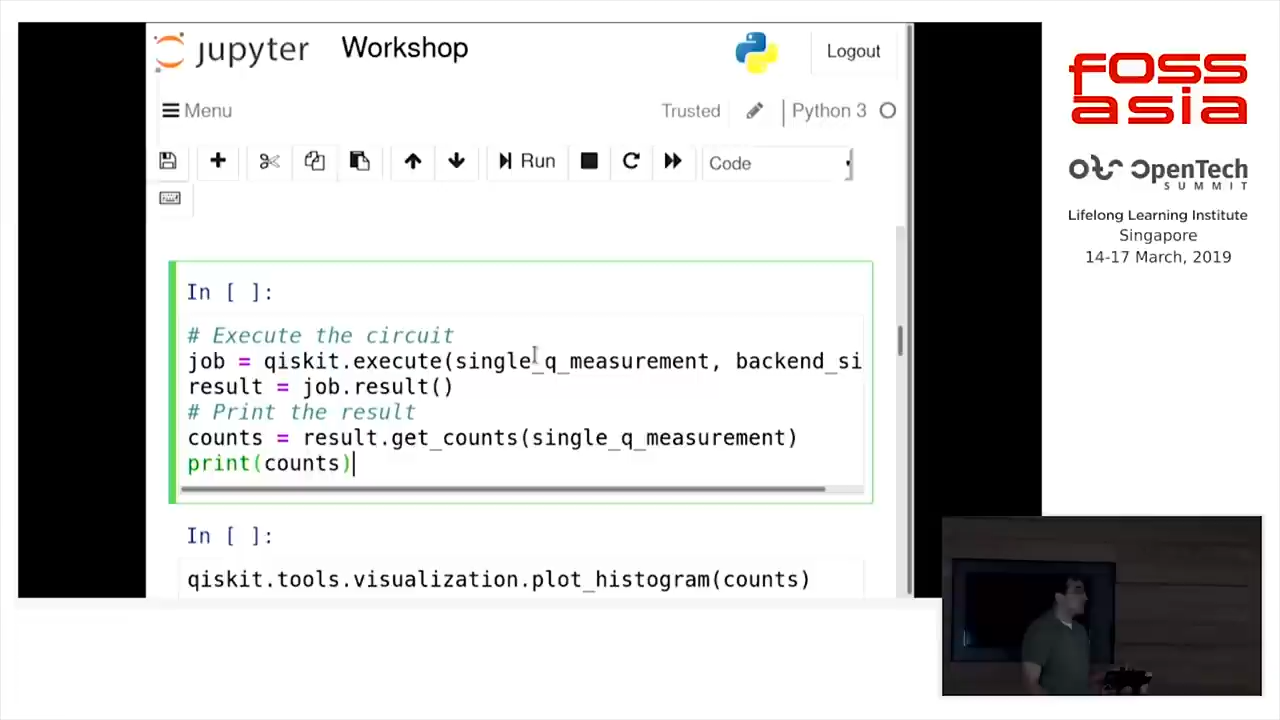 jupyter Workshop Logout
Menu Trusted Python 3
Run Code
In [ ]:
# Execute the circuit
job = qiskit.execute(single_q_measurement, backend_si
result = job.result()
# Print the result
counts = result.get_counts(single_q_measurement)
print(counts)
In [ ]:
qiskit.tools.visualization.plot_histogram(counts)
FOSS
asia
OpenTech
SUMMIT
Lifelong Learning Institute
Singapore
14-17 March, 2019